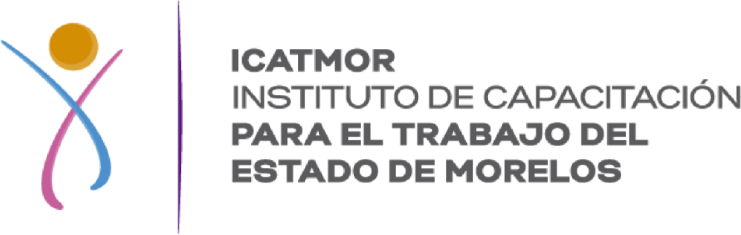 ICATMOR
INSTITUTO DE CAPACITACIÓN
PARA EL TRABAJO DEL
ESTADO DE MORELOS